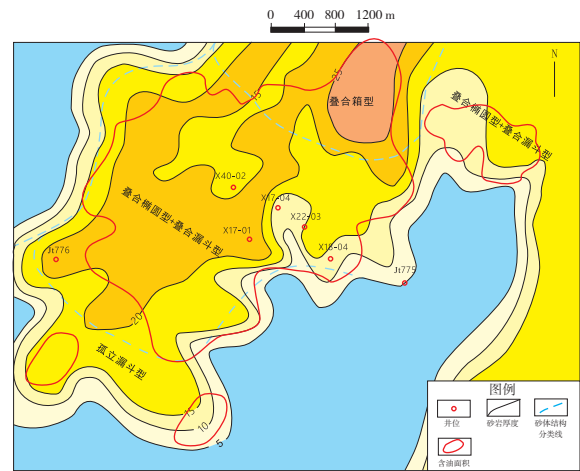 0 400 800 1200 m
N
25
15
叠合箱型
叠合椭圆型+叠合漏斗型
X40-02
X17-04
叠合椭圆型+叠合漏斗型
X22-03
X17-01
Jt776
X16-04
Jt775
20
孤立漏斗型
15
10
5
图例
井位
砂岩厚度
砂体结构
分类线
含油面积